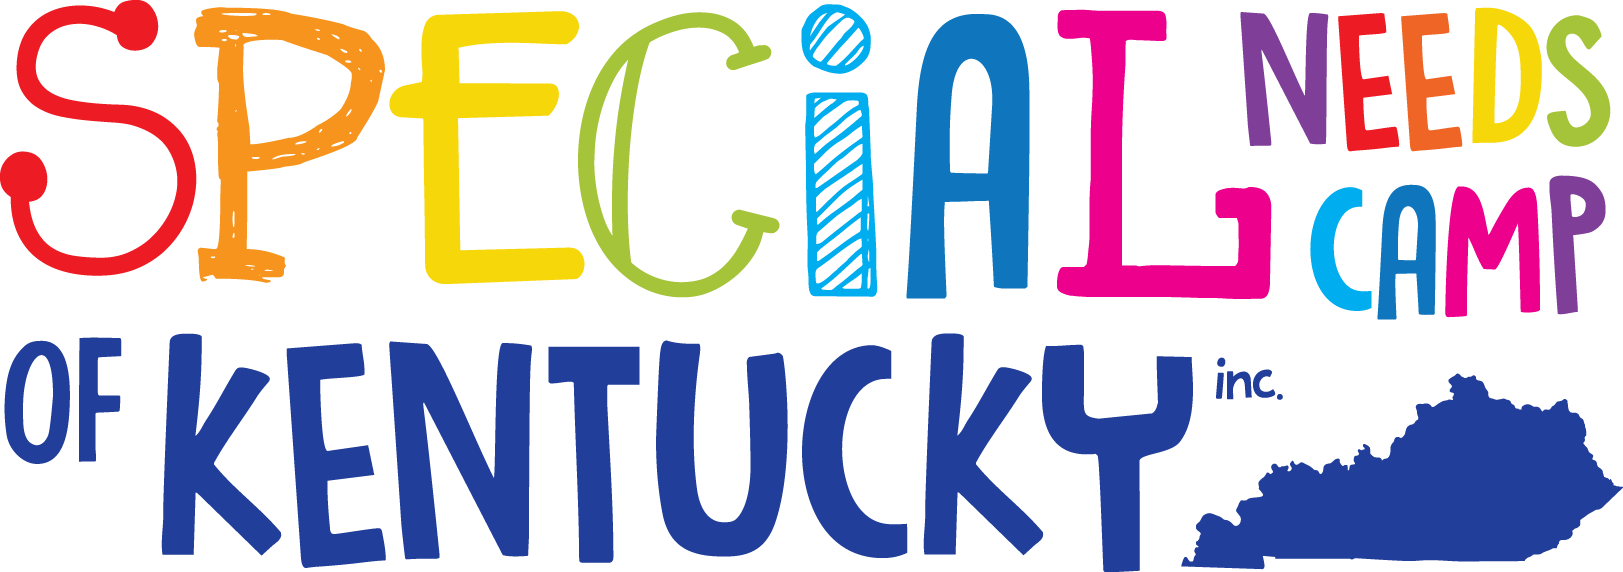 SPECiAL NEEDS CAMP
OF KENTUCKY inc.